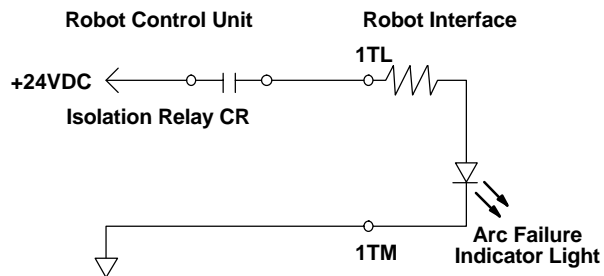 Robot Control Unit
Robot Interface
1TL
+24VDC
Isolation Relay CR
1TM
Arc Failure
Indicator Light